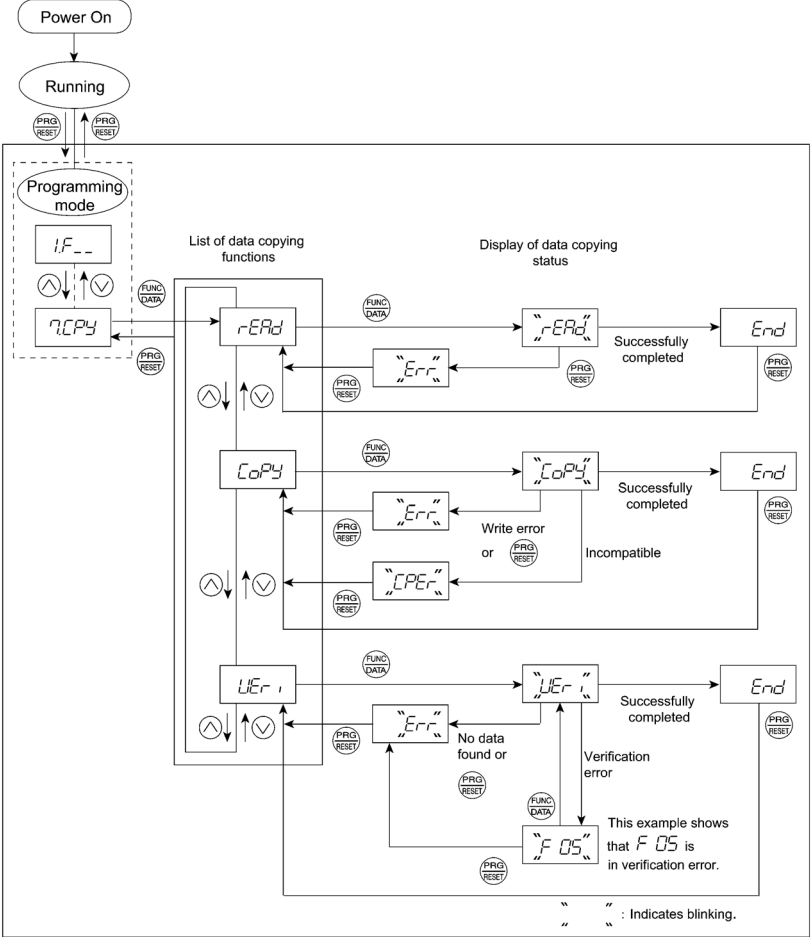 Power On
Running
PRG
RESET
PRG
RESET
Programming
mode
1.F__
List of data copying
functions
Display of data copying
status
FUNC
DATA
7.CPY
PRG
RESET
rEAd
FUNC
DATA
rEAd
Successfully
completed
End
Err
PRG
RESET
PRG
RESET
PRG
RESET
CoPY
FUNC
DATA
CoPY
Successfully
completed
End
Err
PRG
RESET
Write error
or
PRG
RESET
PRG
RESET
Incompatible
CPEr
PRG
RESET
UEri
FUNC
DATA
UEri
Successfully
completed
End
Err
PRG
RESET
No data
found or
PRG
RESET
PRG
RESET
Verification
error
FUNC
DATA
F 05
PRG
RESET
This example shows
that F 05 is
in verification error.
: Indicates blinking.